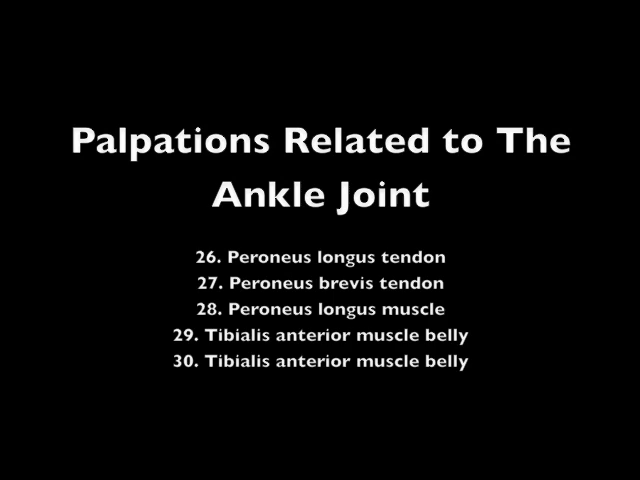 Palpations Related to The
Ankle Joint
26. Peroneus longus tendon
27. Peroneus brevis tendon
28. Peroneus longus muscle
29. Tibialis anterior muscle belly
30. Tibialis anterior muscle belly